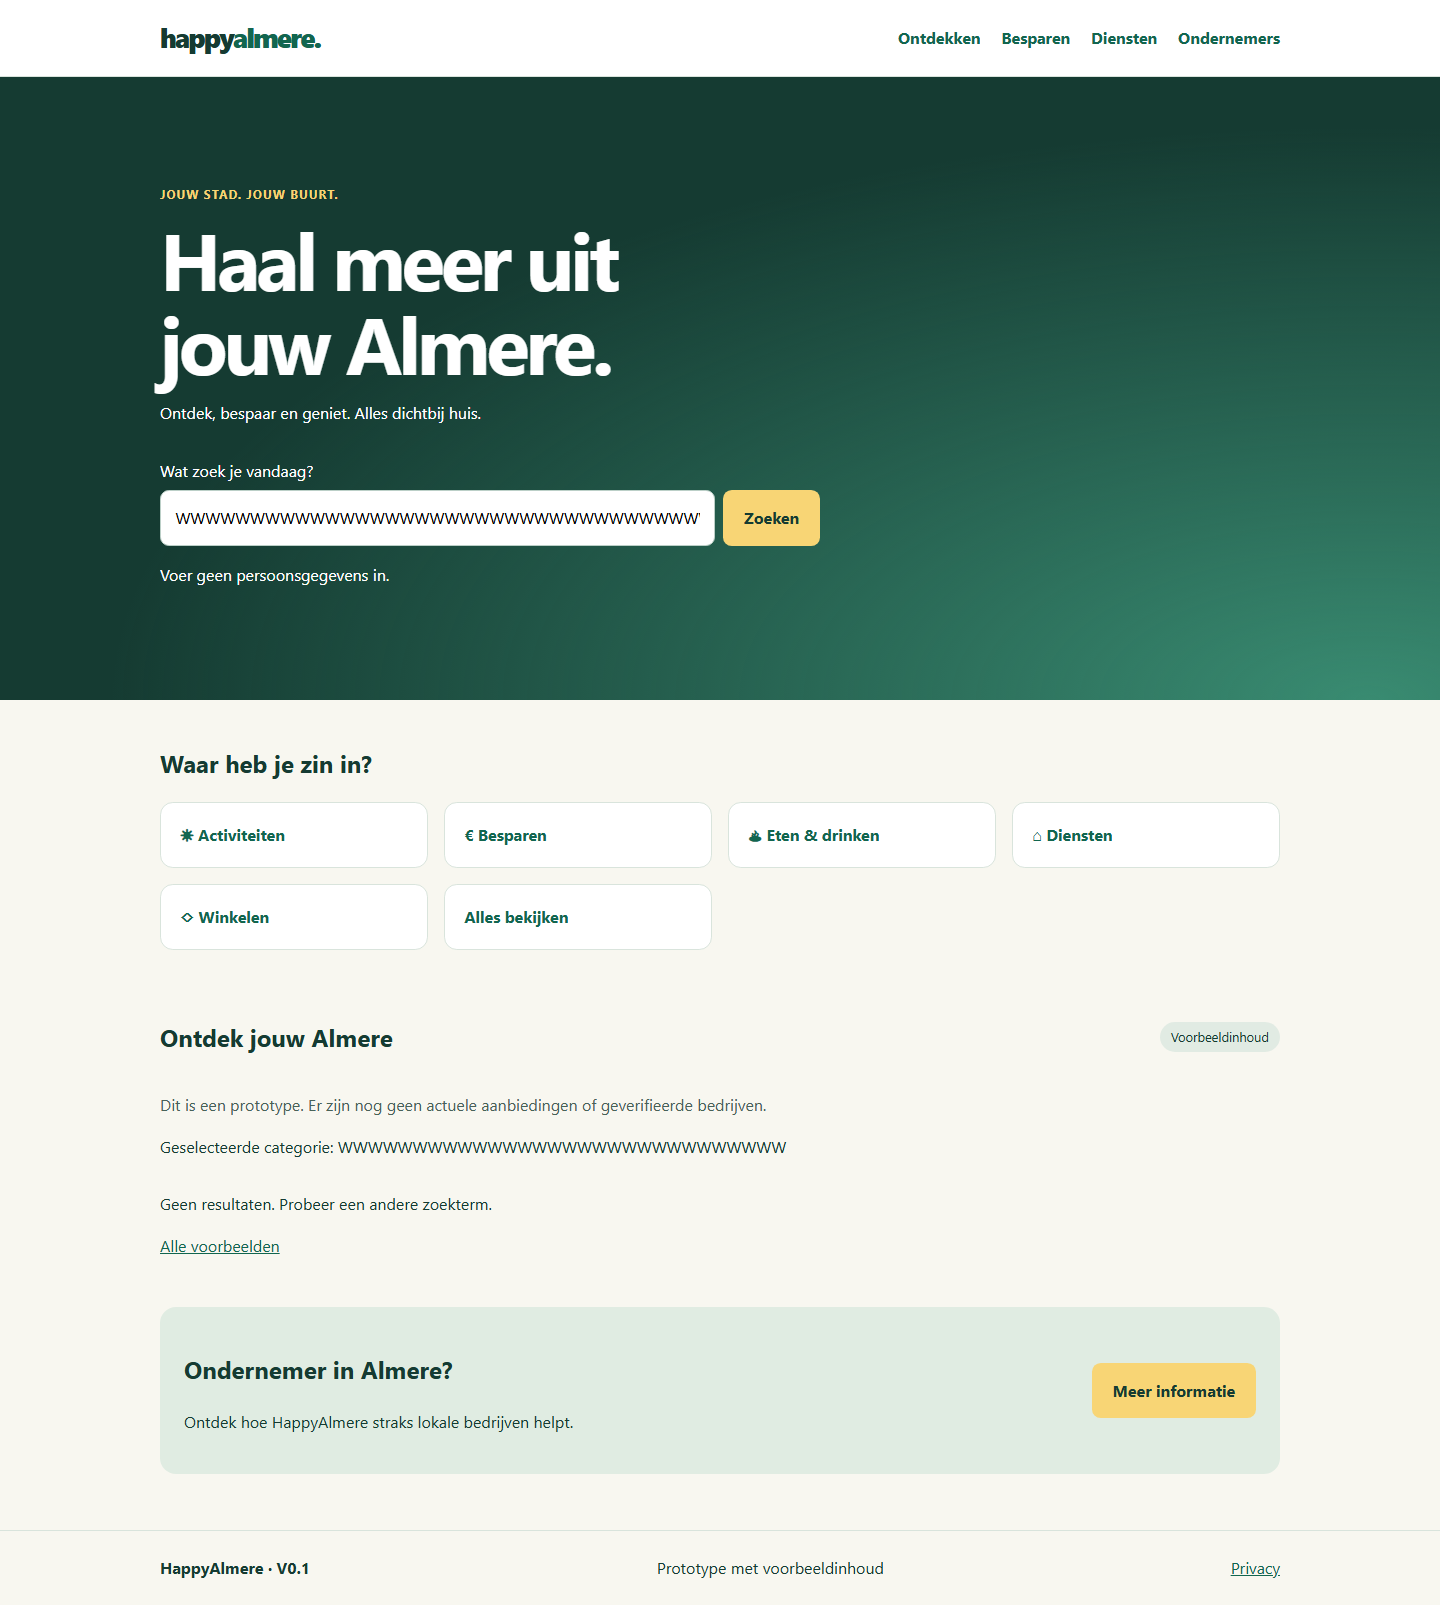 happyalmere.
Ontdekken Besparen Diensten Ondernemers
JOUW STAD. JOUW BUURT.
Haal meer uit
jouw Almere.
Ontdek, bespaar en geniet. Alles dichtbij huis.
Wat zoek je vandaag?
WWWWWWWWWWWWWWWWWWWWWWWWWWWWWWWWWWW
Zoeken
Voer geen persoonsgegevens in.
Waar heb je zin in?
Activiteiten
€ Besparen
Eten & drinken
⌂ Diensten
Winkelen
Alles bekijken
Ontdek jouw Almere
Voorbeeldinhoud
Dit is een prototype. Er zijn nog geen actuele aanbiedingen of geverifieerde bedrijven.
Geselecteerde categorie: WWWWWWWWWWWWWWWWWWWWWWWWWWWWWW
Geen resultaten. Probeer een andere zoekterm.
Alle voorbeelden
Ondernemer in Almere?
Ontdek hoe HappyAlmere straks lokale bedrijven helpt.
Meer informatie
HappyAlmere · V0.1
Prototype met voorbeeldinhoud
Privacy